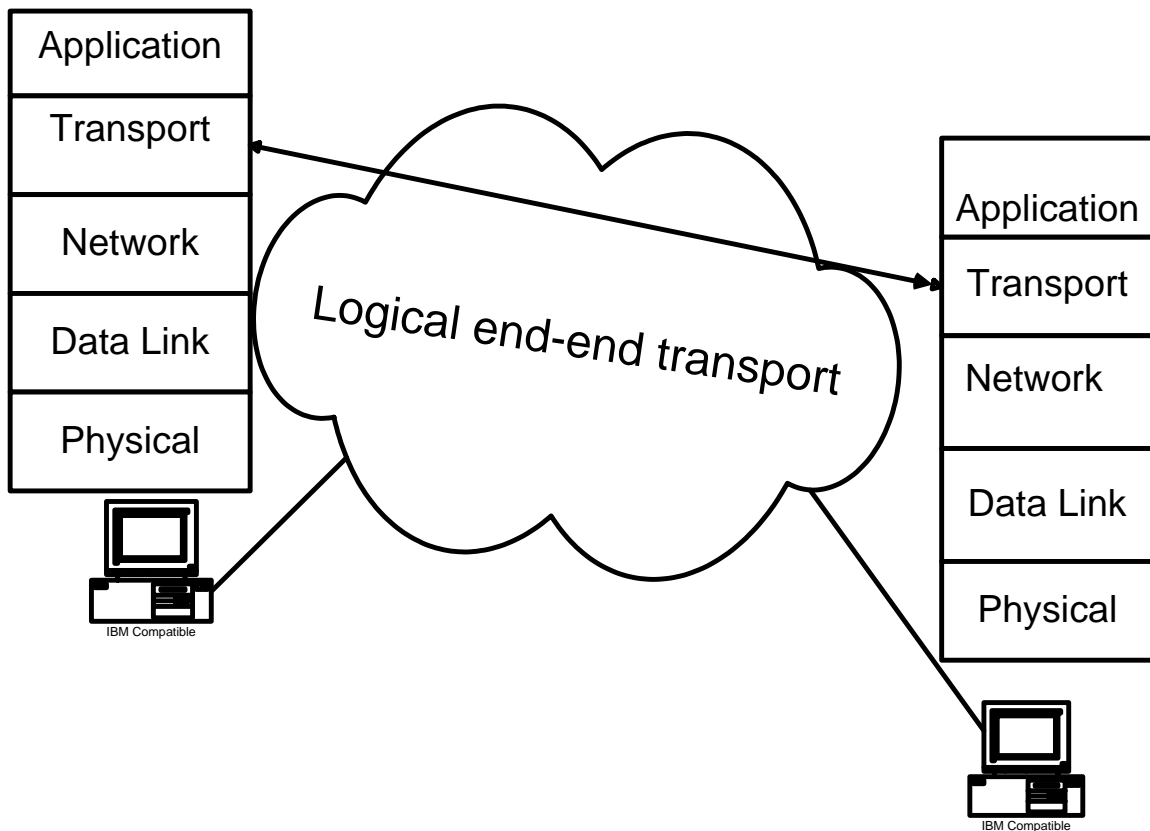 Application
Transport
Network
Data Link
Physical
IBM Compatible
Logical end-end transport
Application
Transport
Network
Data Link
Physical
IBM Compatible